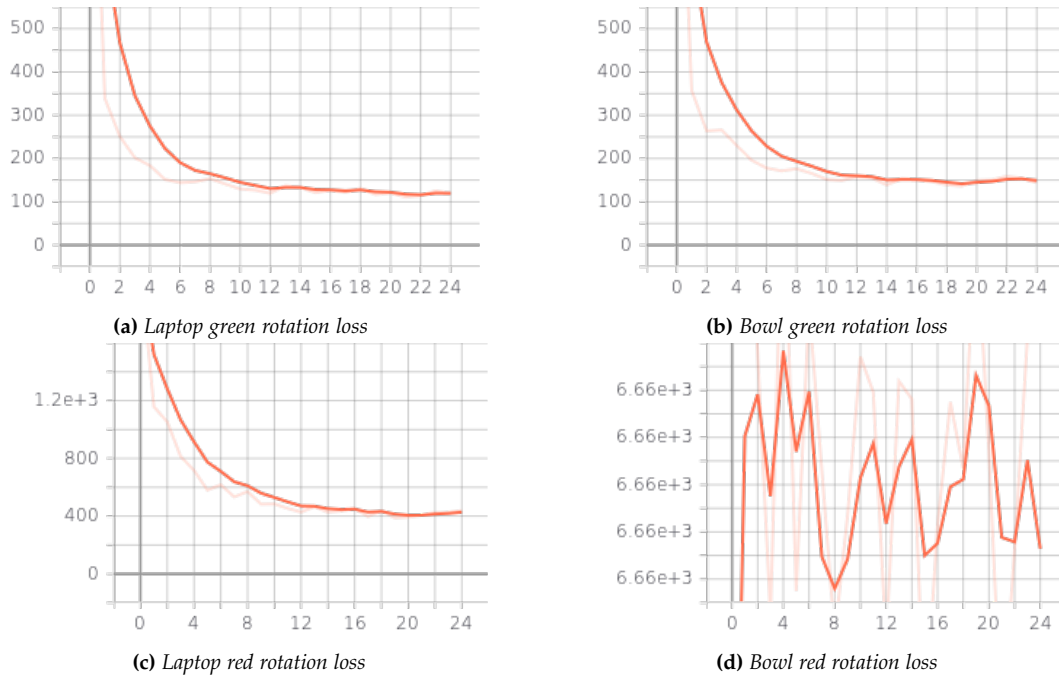 500
500
400
400
300
300
200
200
100
100
0
0
0 2 4 6 8 10 12 14 16 18 20 22 24
0 2 4 6 8 10 12 14 16 18 20 22 24
(a) Laptop green rotation loss
(b) Bowl green rotation loss
1.2e+3
800
400
0
0 4 8 12 16 20 24
6.66e+3
6.66e+3
6.66e+3
6.66e+3
6.66e+3
0 4 8 12 16 20 24
(c) Laptop red rotation loss
(d) Bowl red rotation loss